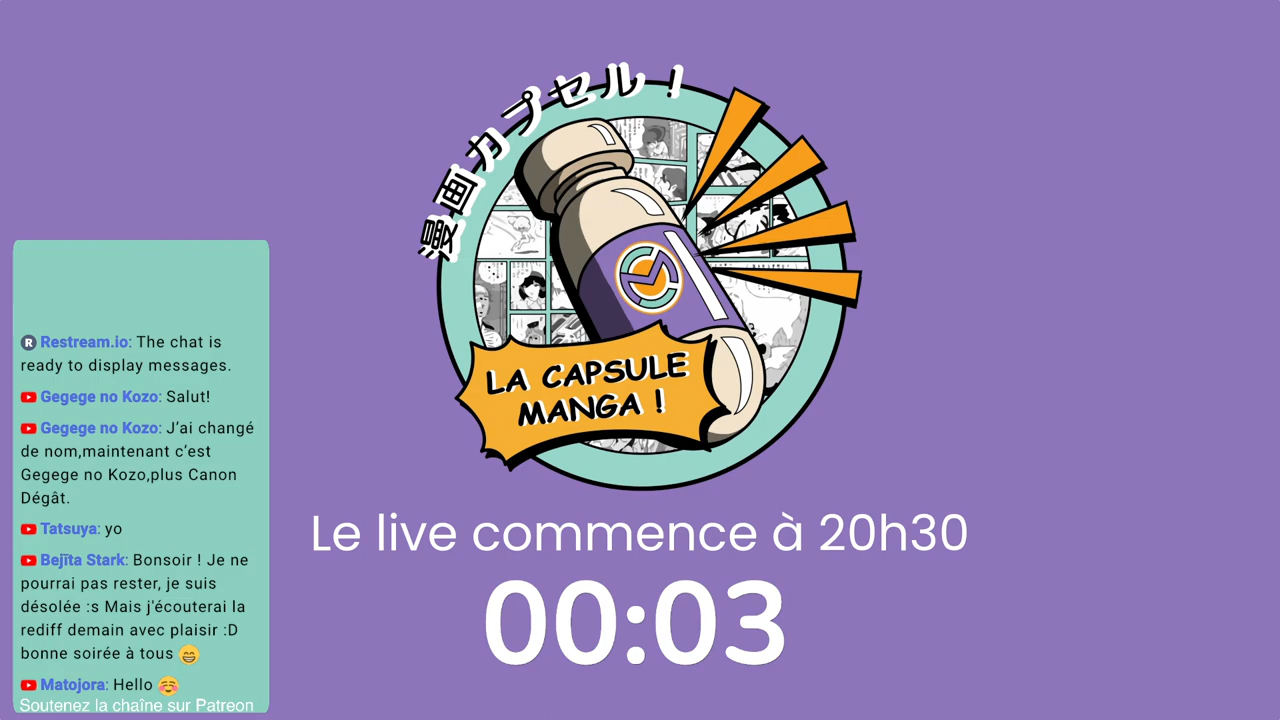 漫画カプセル！
LA CAPSULE
MANGA !
Le live commence à 20h30
00:03
Restream.io: The chat is
ready to display messages.
Gegege no Kozo: Salut!
Gegege no Kozo: J’ai changé
de nom,maintenant c’est
Gegege no Kozo,plus Canon
Dégât.
Tatsuya: yo
Bejïta Stark: Bonsoir ! Je ne
pourrai pas rester, je suis
désolée :s Mais j'écouterai la
rediff demain avec plaisir :D
bonne soirée à tous 😄
Matojora: Hello ☺️
Soutenez la chaîne sur Patreon